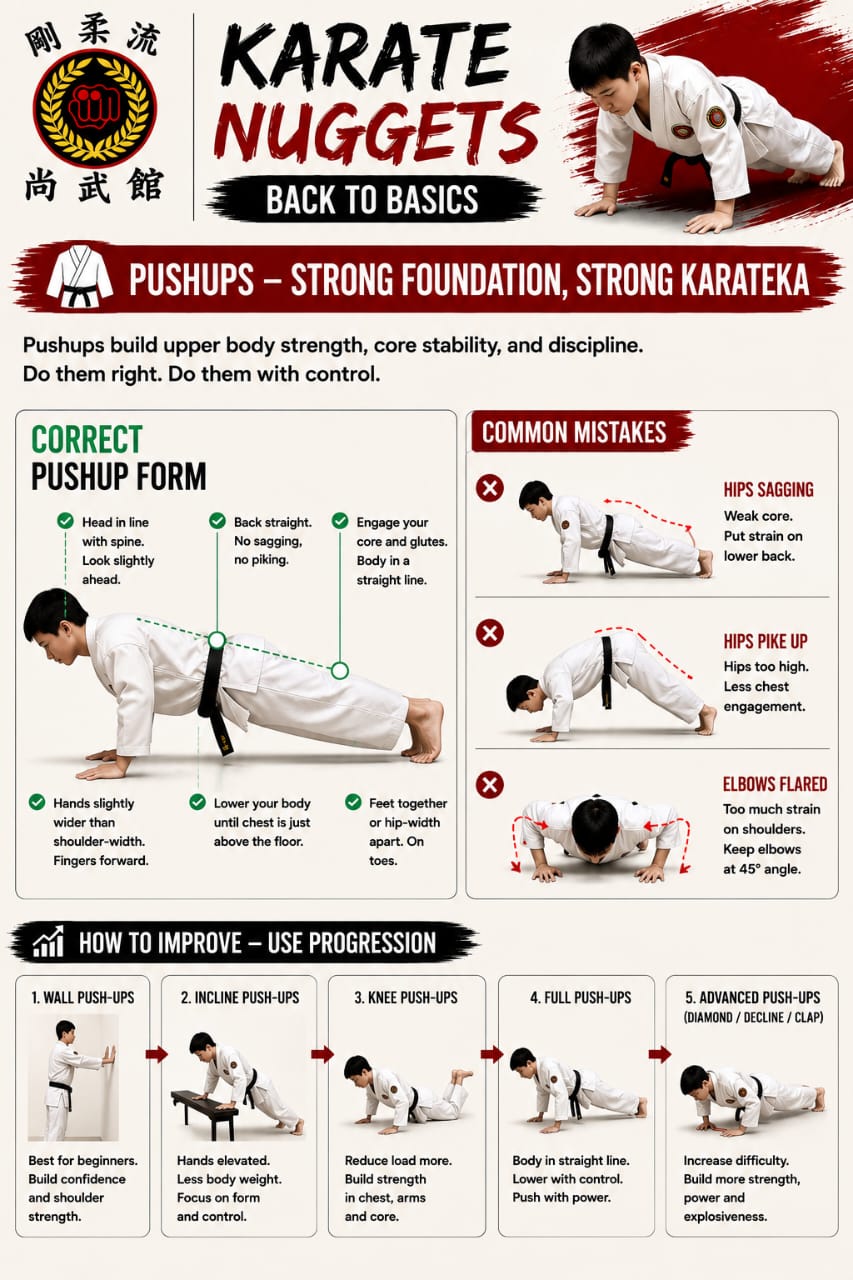 剛柔流
尚武館
KARATE
NUGGETS
BACK TO BASICS
PUSHUPS – STRONG FOUNDATION, STRONG KARATEKA
Pushups build upper body strength, core stability, and discipline.
Do them right. Do them with control.
CORRECT
PUSHUP FORM
Head in line
with spine.
Look slightly
ahead.
Back straight.
No sagging,
no piking.
Engage your
core and glutes.
Body in a
straight line.
Hands slightly
wider than
shoulder-width.
Fingers forward.
Lower your body
until chest is just
above the floor.
Feet together
or hip-width
apart. On
toes.
COMMON MISTAKES
HIPS SAGGING
Weak core.
Put strain on
lower back.
HIPS PIKE UP
Hips too high.
Less chest
engagement.
ELBOWS FLARED
Too much strain
on shoulders.
Keep elbows
at 45° angle.
HOW TO IMPROVE – USE PROGRESSION
1. WALL PUSH-UPS
Best for beginners.
Build confidence
and shoulder
strength.
2. INCLINE PUSH-UPS
Hands elevated.
Less body weight.
Focus on form
and control.
3. KNEE PUSH-UPS
Reduce load more.
Build strength
in chest, arms
and core.
4. FULL PUSH-UPS
Body in straight line.
Lower with control.
Push with power.
5. ADVANCED PUSH-UPS
(DIAMOND / DECLINE / CLAP)
Increase difficulty.
Build more strength,
power and
explosiveness.